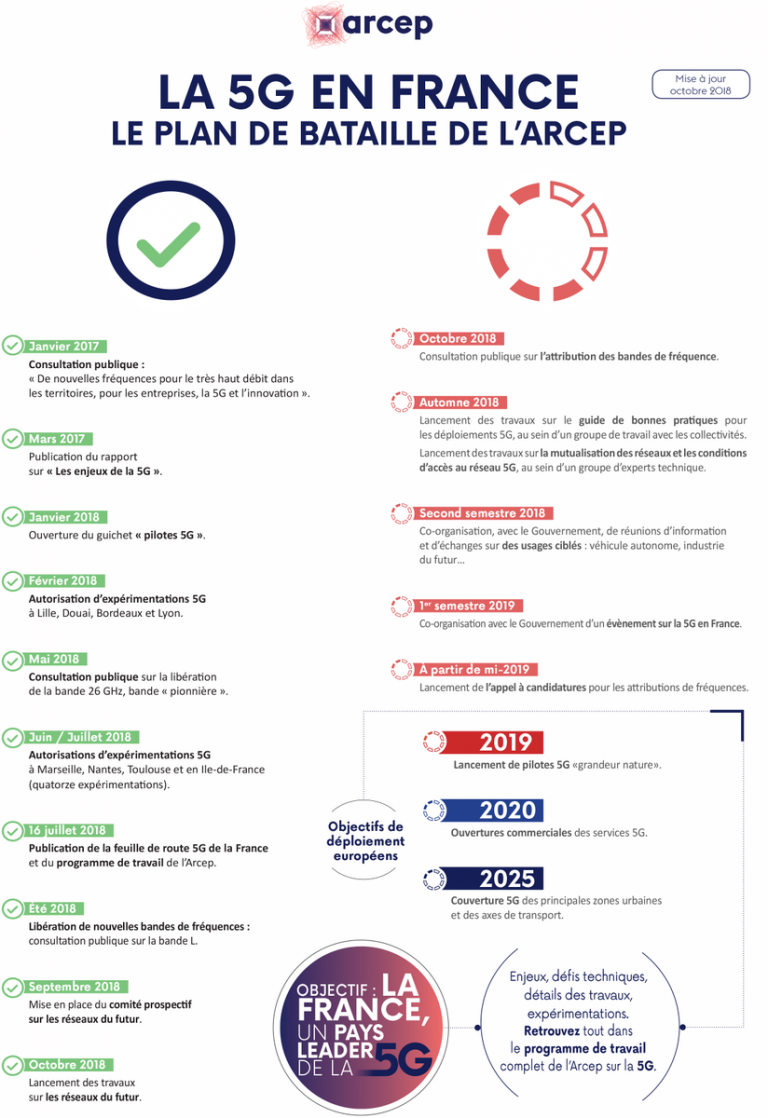 arcep
LA 5G EN FRANCE
LE PLAN DE BATAILLE DE L'ARCEP
Mise à jour
octobre 2018
Janvier 2017
Consultation publique :
« De nouvelles fréquences pour le très haut débit dans
les territoires, pour les entreprises, la 5G et l'innovation ».
Mars 2017
Publication du rapport
sur « Les enjeux de la 5G ».
Janvier 2018
Ouverture du guichet « pilotes 5G ».
Février 2018
Autorisation d'expérimentations 5G
à Lille, Douai, Bordeaux et Lyon.
Mai 2018
Consultation publique sur la libération
de la bande 26 GHz, bande « pionnière ».
Juin / Juillet 2018
Autorisations d'expérimentations 5G
à Marseille, Nantes, Toulouse et en Ile-de-France
(quatorze expérimentations).
16 juillet 2018
Publication de la feuille de route 5G de la France
et du programme de travail de l'Arcep.
Été 2018
Libération de nouvelles bandes de fréquences :
consultation publique sur la bande L.
Septembre 2018
Mise en place du comité prospectif
sur les réseaux du futur.
Octobre 2018
Lancement des travaux
sur les réseaux du futur.
Octobre 2018
Consultation publique sur l'attribution des bandes de fréquence.
Automne 2018
Lancement des travaux sur le guide de bonnes pratiques pour
les déploiements 5G, au sein d'un groupe de travail avec les collectivités.
Lancement des travaux sur la mutualisation des réseaux et les conditions
d'accès au réseau 5G, au sein d'un groupe d'experts technique.
Second semestre 2018
Co-organisation, avec le Gouvernement, de réunions d'information
et d'échanges sur des usages ciblés : véhicule autonome, industrie
du futur...
1er semestre 2019
Co-organisation avec le Gouvernement d'un évènement sur la 5G en France.
À partir de mi-2019
Lancement de l'appel à candidatures pour les attributions de fréquences.
Objectifs de
déploiement
européens
2019
Lancement de pilotes 5G «grandeur nature».
2020
Ouvertures commerciales des services 5G.
2025
Couverture 5G des principales zones urbaines
et des axes de transport.
OBJECTIF : LA
FRANCE,
UN PAYS
LEADER
DE LA 5G
Enjeux, défis techniques,
détails des travaux,
expérimentations.
Retrouvez tout dans
le programme de travail
complet de l'Arcep sur la 5G.